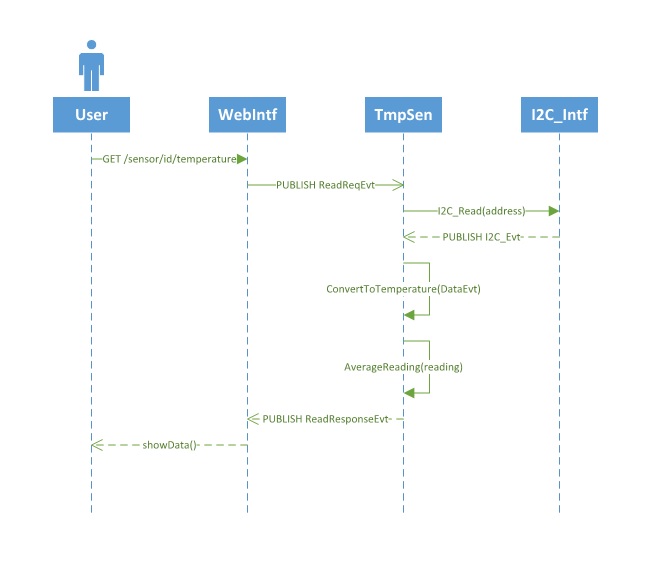 User
WebIntf
TmpSen
I2C_Intf
GET /sensor/id/temperature
PUBLISH ReadReqEvt
I2C_Read(address)
PUBLISH I2C_Evt
ConvertToTemperature(DataEvt)
AverageReading(reading)
PUBLISH ReadResponseEvt
showData()